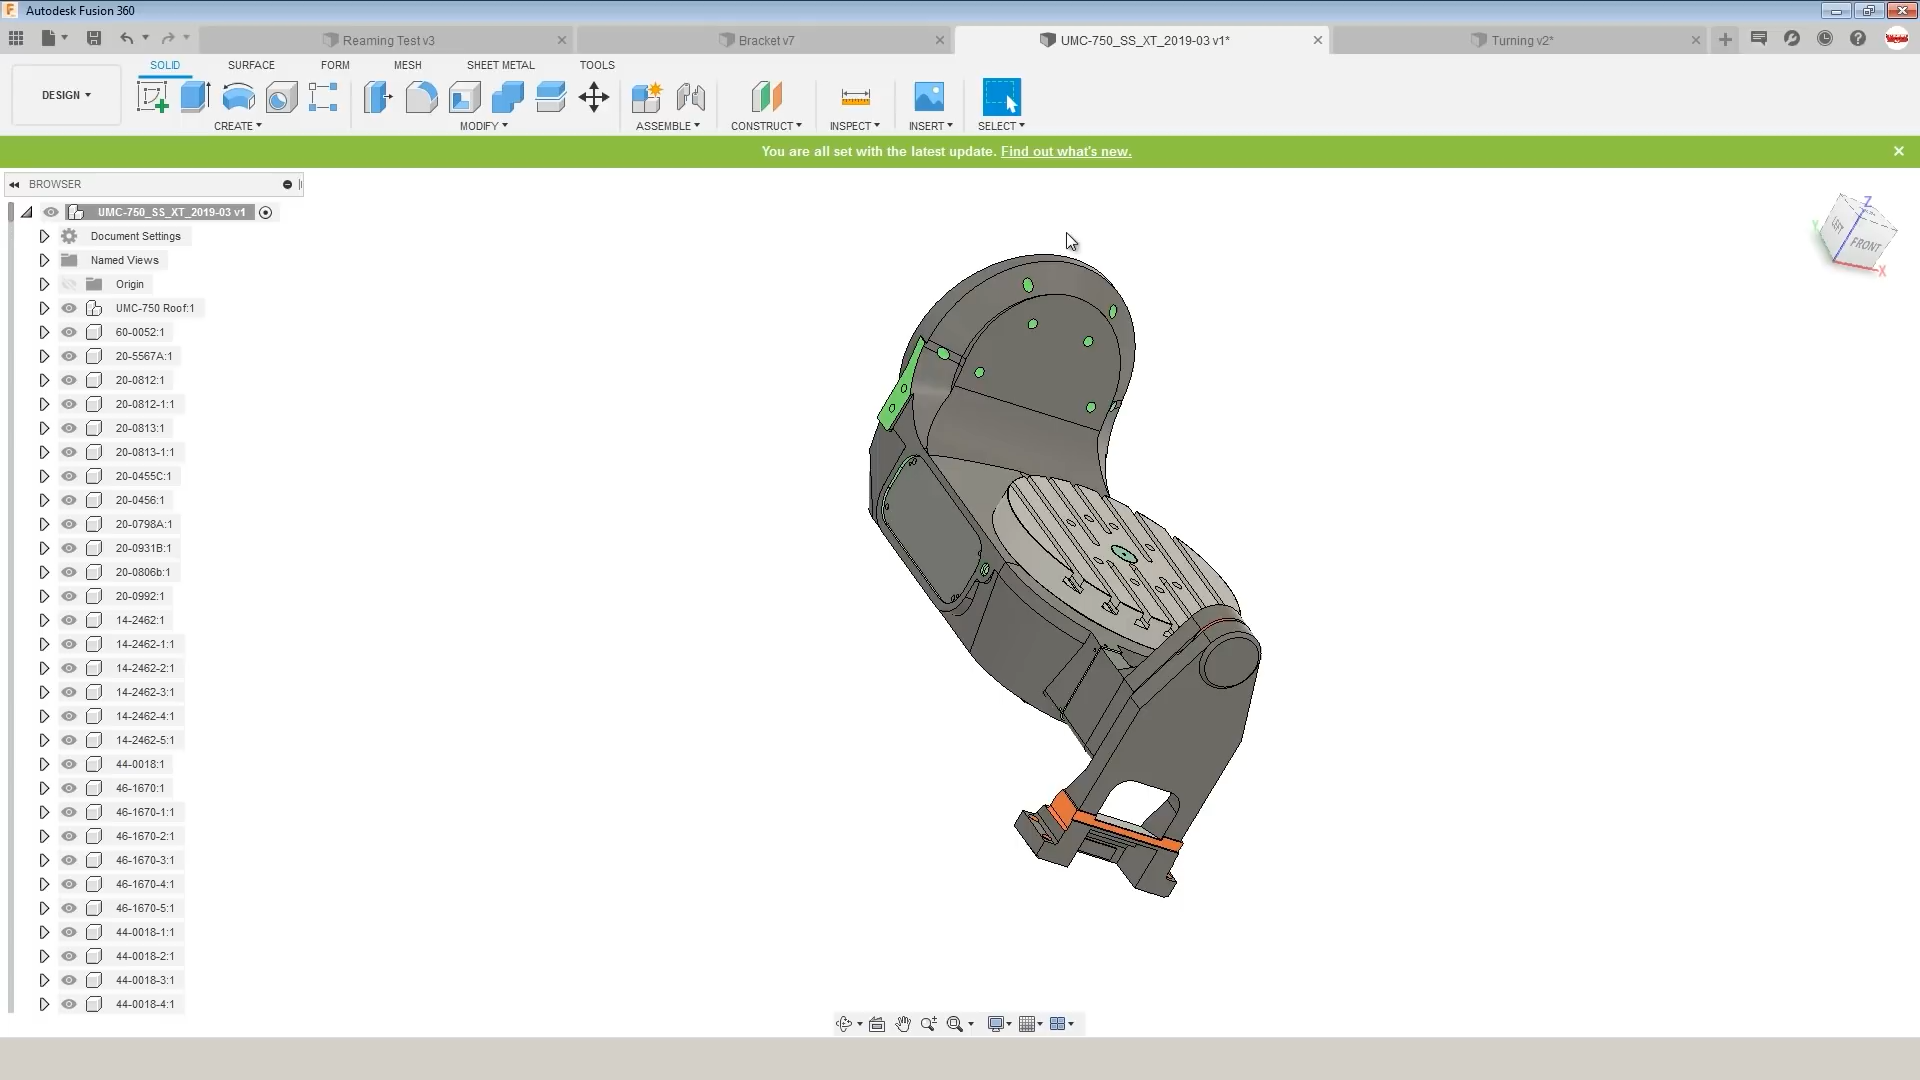 Autodesk Fusion 360
Reaming Test v3
Bracket v7
UMC-750_SS_XT_2019-03 v1*
Turning v2*
DESIGN
SOLID
SURFACE
FORM
MESH
SHEET METAL
TOOLS
CREATE
MODIFY
ASSEMBLE
CONSTRUCT
INSPECT
INSERT
SELECT
You are all set with the latest update. Find out what's new.
BROWSER
UMC-750_SS_XT_2019-03 v1
Document Settings
Named Views
Origin
UMC-750 Roof:1
60-0052:1
20-5567A:1
20-0812:1
20-0812-1:1
20-0813:1
20-0813-1:1
20-0455C:1
20-0456:1
20-0798A:1
20-0931B:1
20-0806b:1
20-0992:1
14-2462:1
14-2462-1:1
14-2462-2:1
14-2462-3:1
14-2462-4:1
14-2462-5:1
44-0018:1
46-1670:1
46-1670-1:1
46-1670-2:1
46-1670-3:1
46-1670-4:1
46-1670-5:1
44-0018-1:1
44-0018-2:1
44-0018-3:1
44-0018-4:1
Z
Y
LEFT
FRONT
X